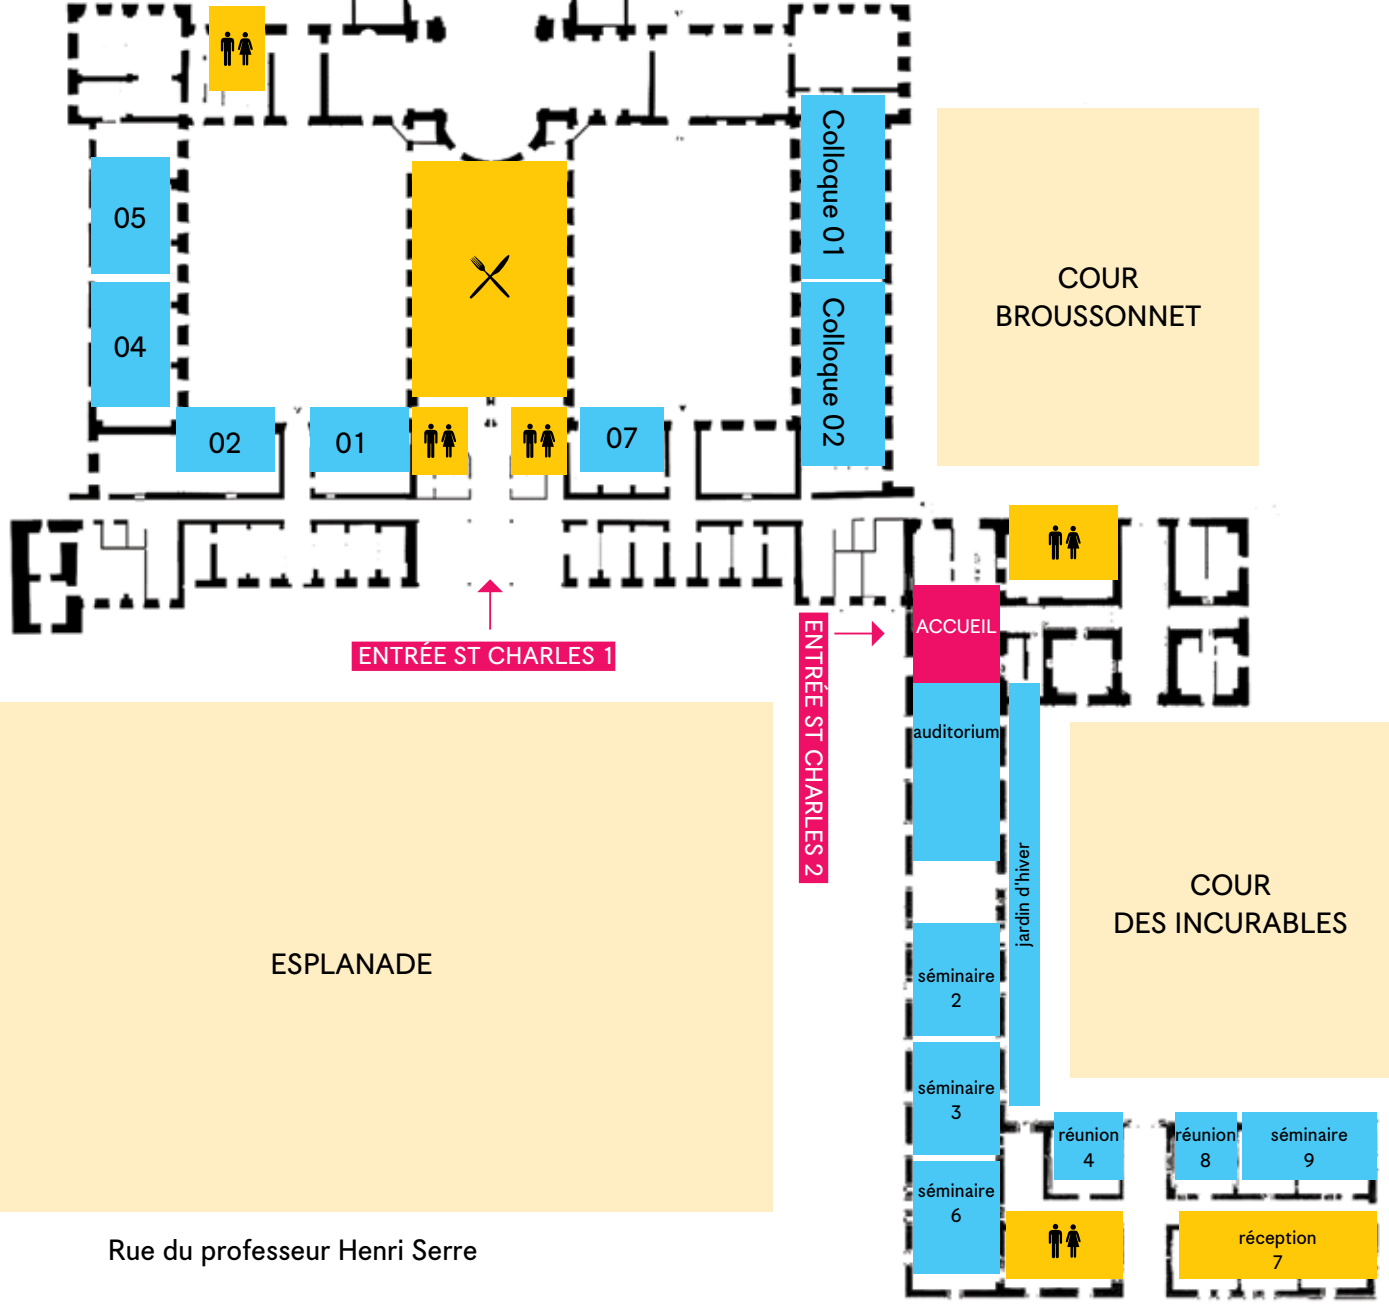 05
04
02
01
07
Colloque 01
Colloque 02
COUR
BROUSSONNET
ENTRÉE ST CHARLES 1
ENTRÉE ST CHARLES 2
ACCUEIL
auditorium
jardin d'hiver
COUR
DES INCURABLES
ESPLANADE
séminaire
2
séminaire
3
séminaire
6
réunion
4
réunion
8
séminaire
9
réception
7
Rue du professeur Henri Serre